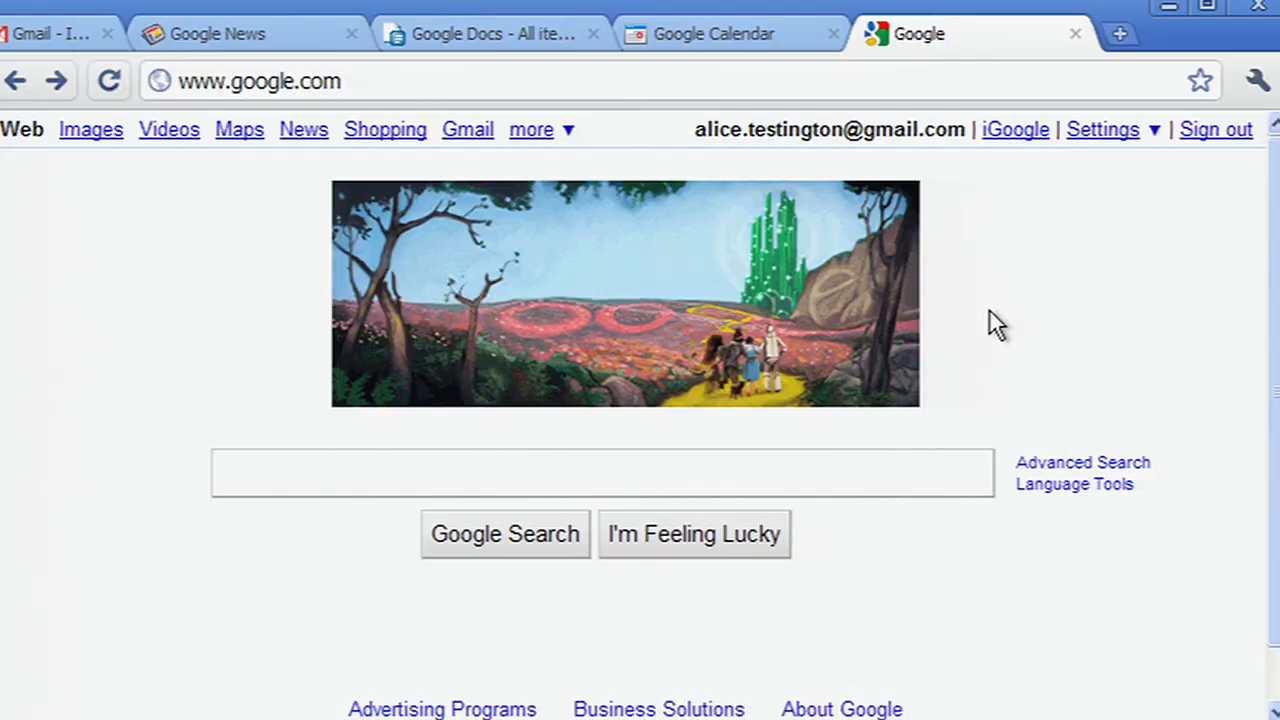 Gmail - I... Google News Google Docs - All ite... Google Calendar Google
www.google.com
Web Images Videos Maps News Shopping Gmail more ▼ alice.testington@gmail.com | iGoogle | Settings ▼ | Sign out
Advanced Search
Language Tools
Google Search I'm Feeling Lucky
Advertising Programs Business Solutions About Google